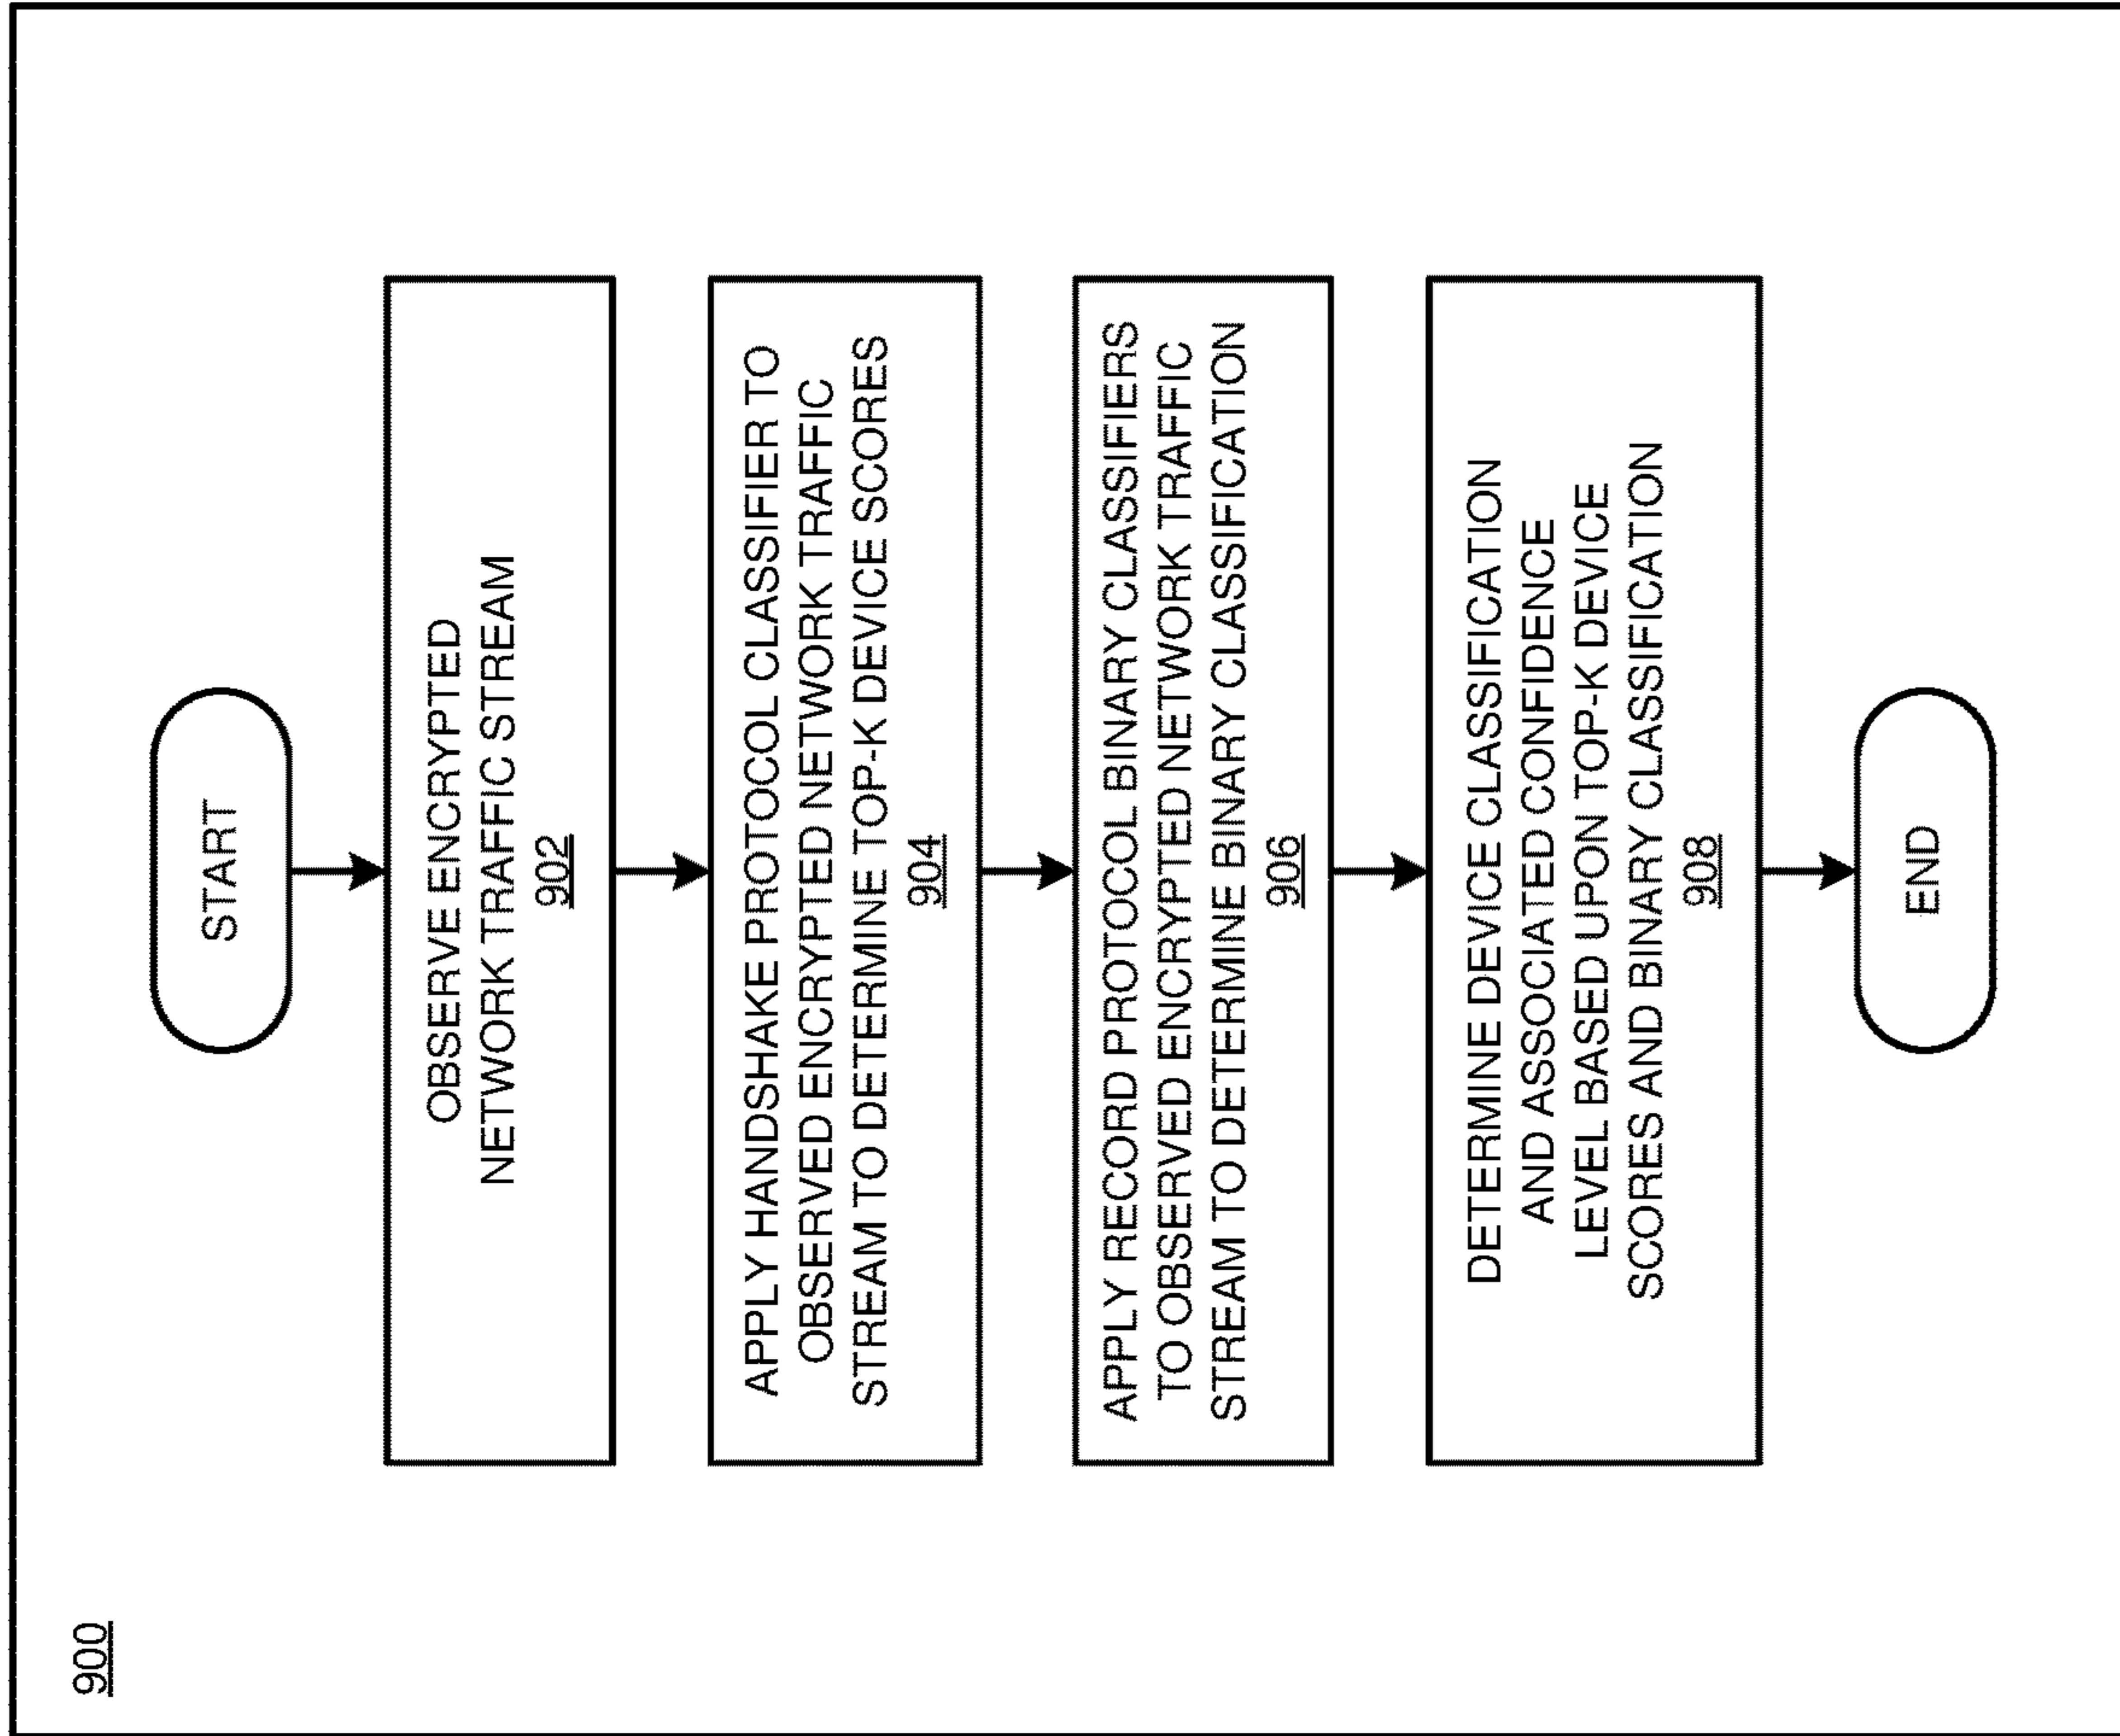 900
START
OBSERVE ENCRYPTED
NETWORK TRAFFIC STREAM
902
APPLY HANDSHAKE PROTOCOL CLASSIFIER TO
OBSERVED ENCRYPTED NETWORK TRAFFIC
STREAM TO DETERMINE TOP-K DEVICE SCORES
904
APPLY RECORD PROTOCOL BINARY CLASSIFIERS
TO OBSERVED ENCRYPTED NETWORK TRAFFIC
STREAM TO DETERMINE BINARY CLASSIFICATION
906
DETERMINE DEVICE CLASSIFICATION
AND ASSOCIATED CONFIDENCE
LEVEL BASED UPON TOP-K DEVICE
SCORES AND BINARY CLASSIFICATION
908
END